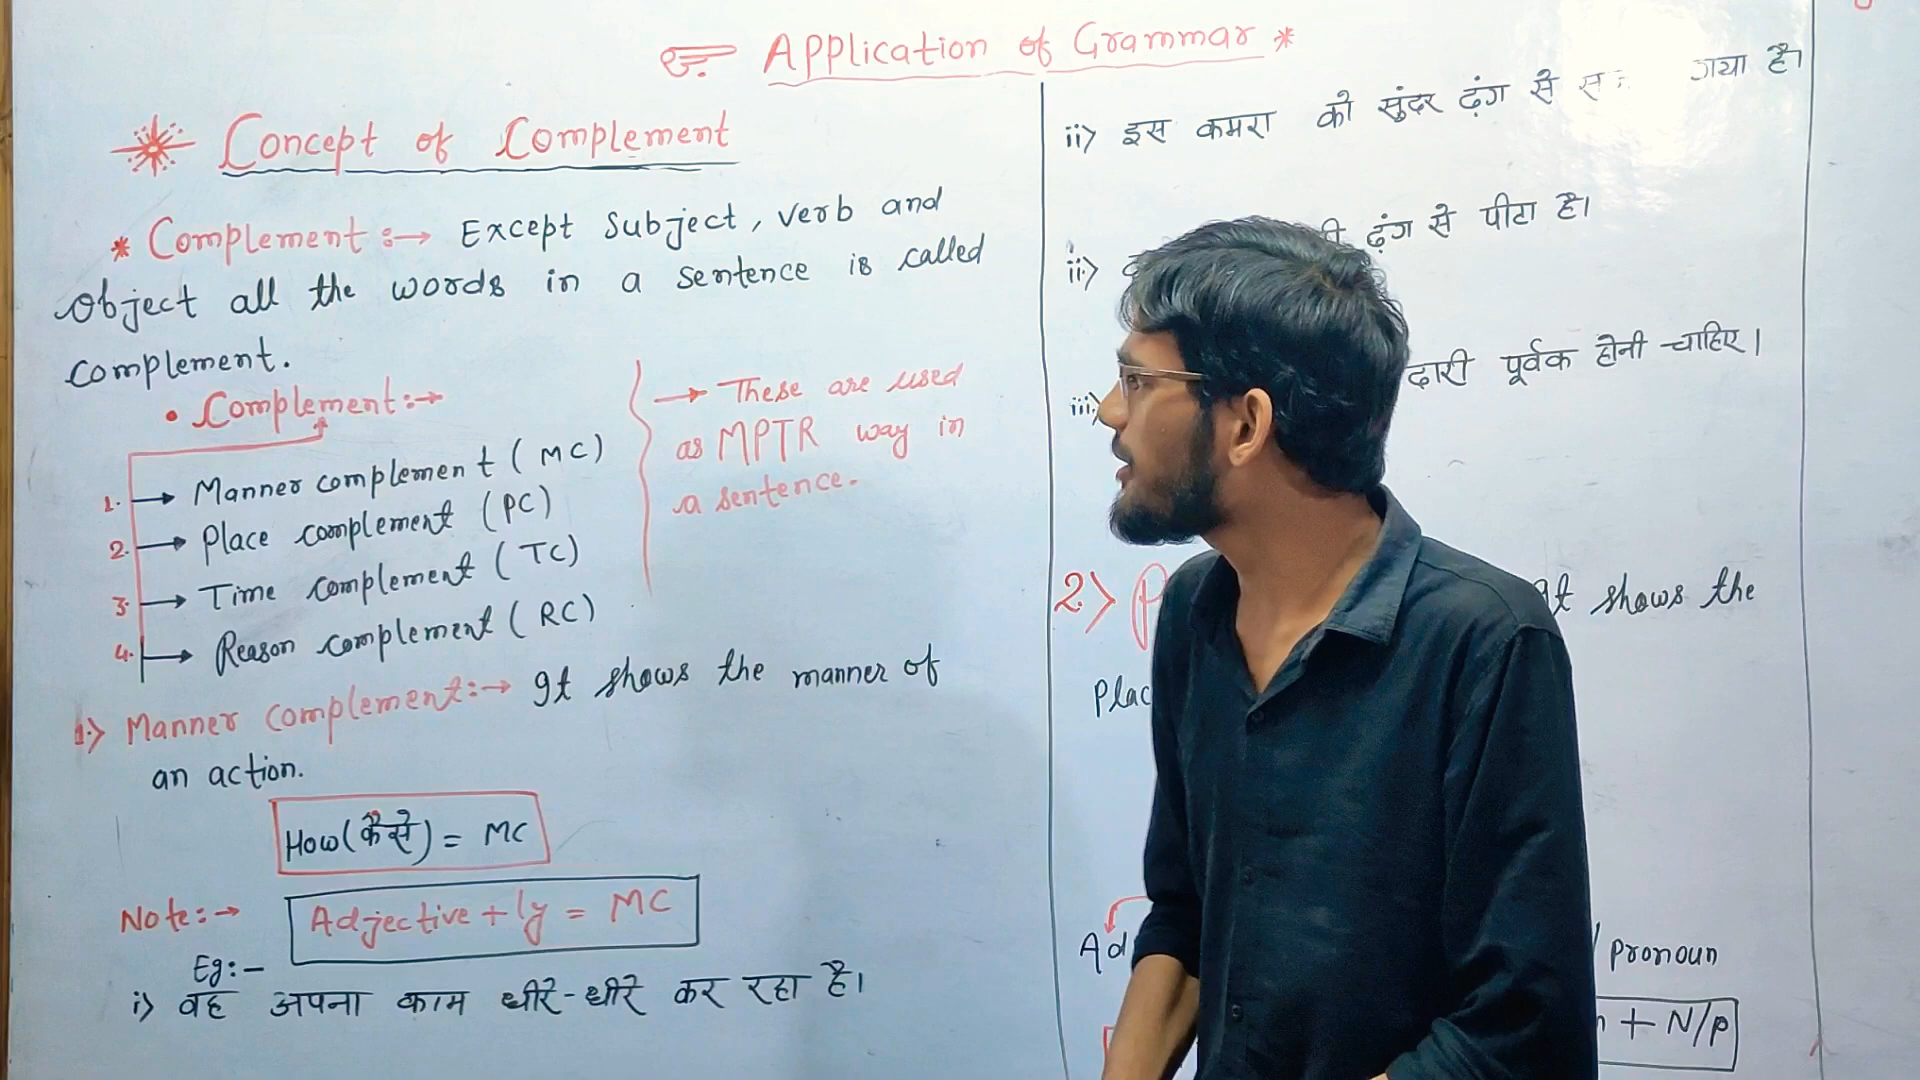 Application of Grammar *
Concept of Complement
* Complement :→ Except Subject, verb and
object all the words in a sentence is called
complement.
• Complement :→
1. → Manner complement (MC)
2. → Place complement (PC)
3. → Time complement (TC)
4. → Reason complement (RC)
→ These are used
as MPTR way in
a sentence.
1.> Manner complement :→ It shows the manner of
an action.
How (कैसे) = MC
Note :→ Adjective + ly = MC
Eg :-
i> वह अपना काम धीरे-धीरे कर रहा है।
ii> इस कमरा को सुंदर ढ़ंग से गया है।
ii> ढ़ंग से पीटा है।
iii> दारी पूर्वक होनी चाहिए।
2> It shows the
Plac
Ad / Pronoun
+ N/P